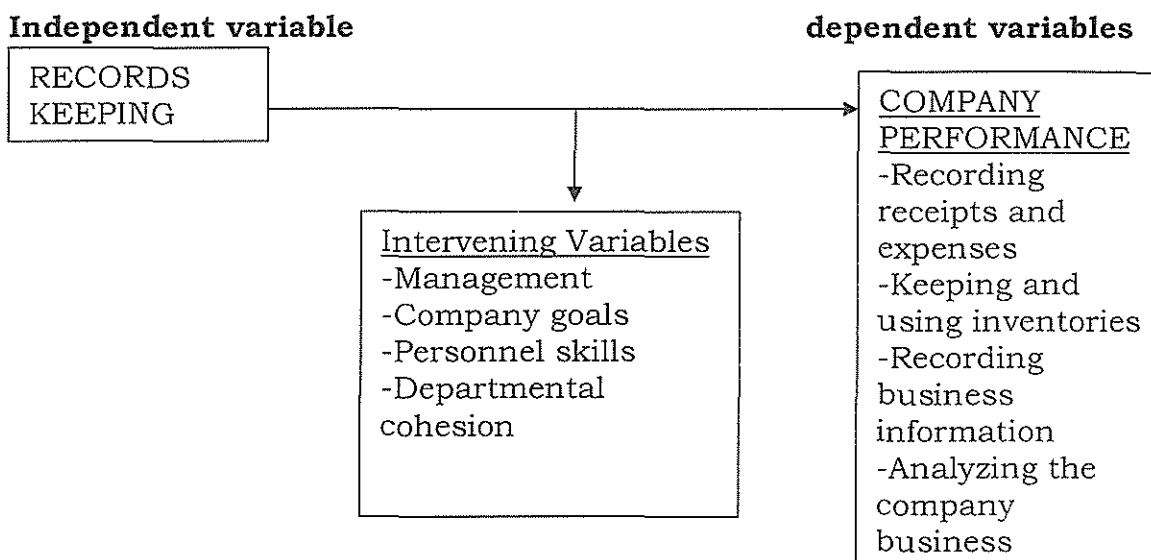 Independent variable
dependent variables
RECORDS
KEEPING
COMPANY
PERFORMANCE
-Recording
receipts and
expenses
-Keeping and
using inventories
-Recording
business
information
-Analyzing the
company
business
Intervening Variables
-Management
-Company goals
-Personnel skills
-Departmental
cohesion